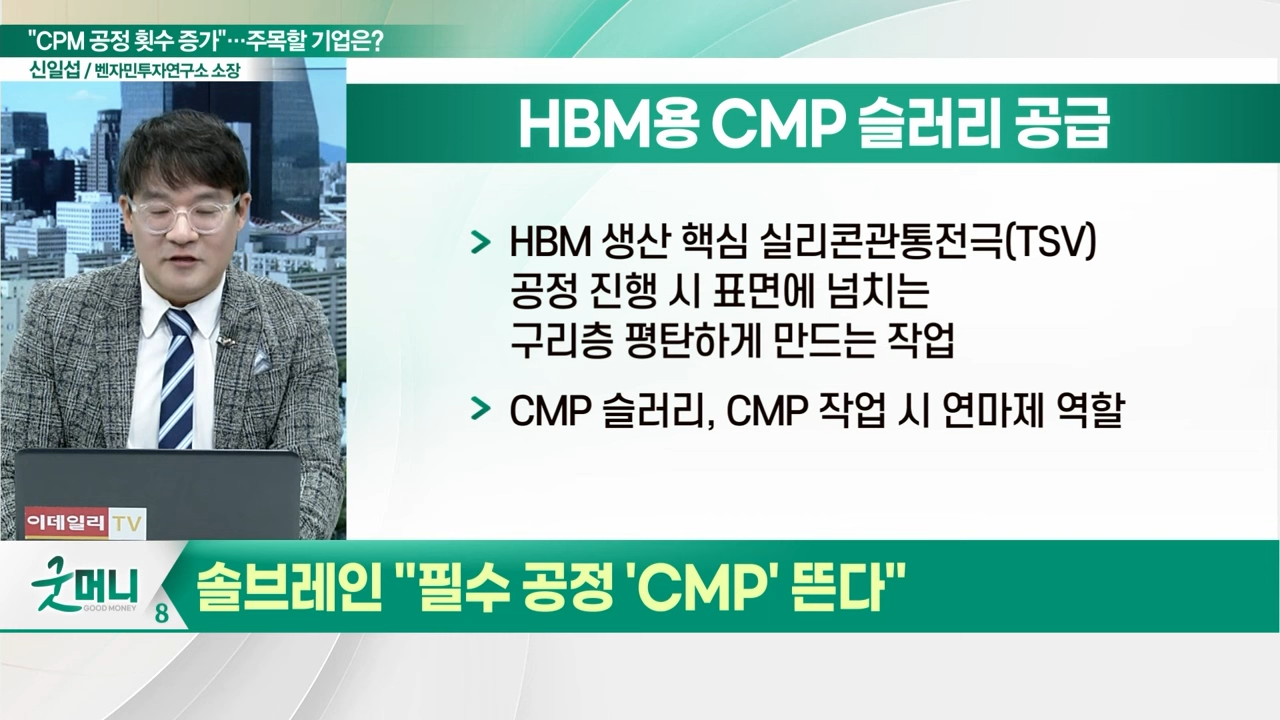 "CPM 공정 횟수 증가"…주목할 기업은?
신일섭 / 벤자민투자연구소 소장
HBM용 CMP 슬러리 공급
> HBM 생산 핵심 실리콘관통전극(TSV)
공정 진행 시 표면에 넘치는
구리층 평탄하게 만드는 작업
> CMP 슬러리, CMP 작업 시 연마제 역할
이데일리 TV
굿머니
GOOD MONEY
8
솔브레인 "필수 공정 'CMP' 뜬다"